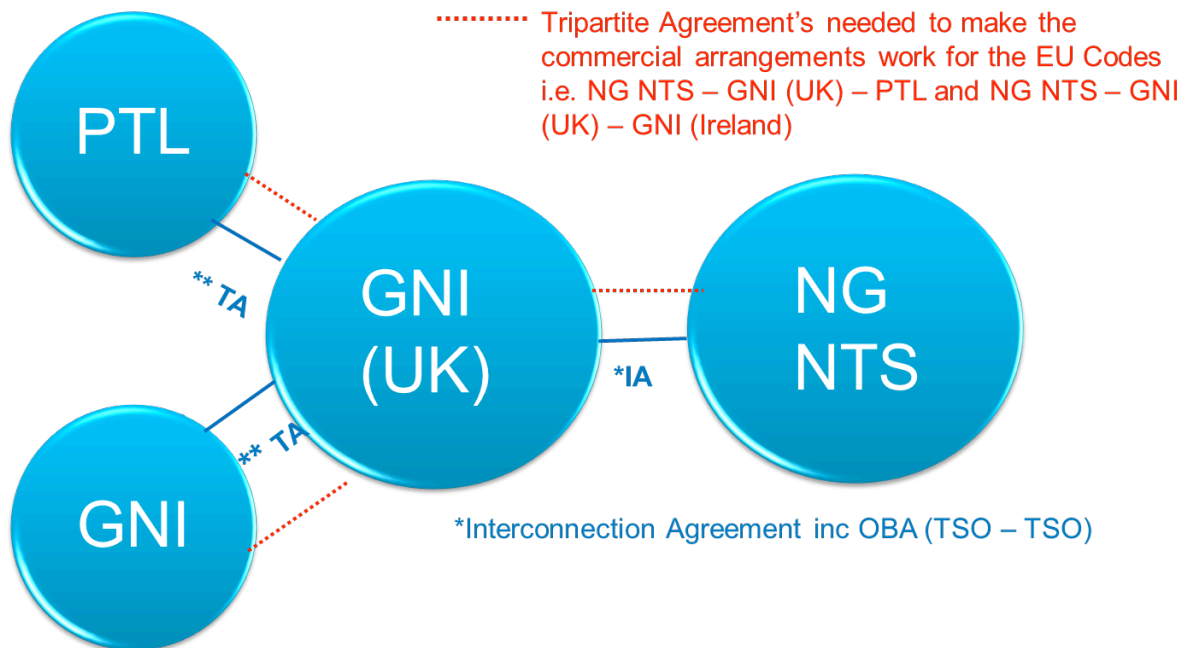 Tripartite Agreement's needed to make the
commercial arrangements work for the EU Codes
i.e. NG NTS – GNI (UK) – PTL and NG NTS – GNI
(UK) – GNI (Ireland)
PTL
** TA
GNI
(UK)
NG
NTS
*IA
** TA
GNI
*Interconnection Agreement inc OBA (TSO – TSO)